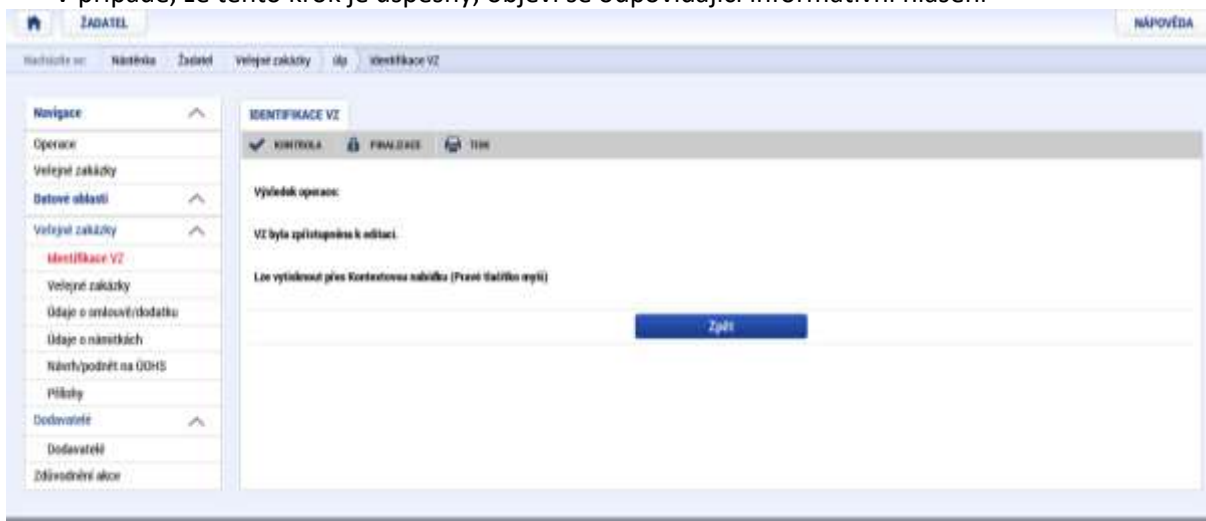 V případě, že tento krok je úspěšný, objeví se odpovídající informativní hlášení
ŽADATEL
NÁPOVĚDA
Nacházíte se: Nástěnka Žadatel Veřejné zakázky úlp Identifikace VZ
Navigace
IDENTIFIKACE VZ
Operace
KONTROLA FINALIZACE TISK
Veřejné zakázky
Výsledek operace:
Datové oblasti
Veřejné zakázky
VZ byla zpřístupněna k editaci.
Identifikace VZ
Lze vytisknout přes Kontextovou nabídku (Pravé tlačítko myši)
Veřejné zakázky
Údaje o smlouvě/dodatku
Zpět
Údaje o námitkách
Návrh/podnět na ÚOHS
Přílohy
Dodavatelé
Dodavatelé
Zdůvodnění akce